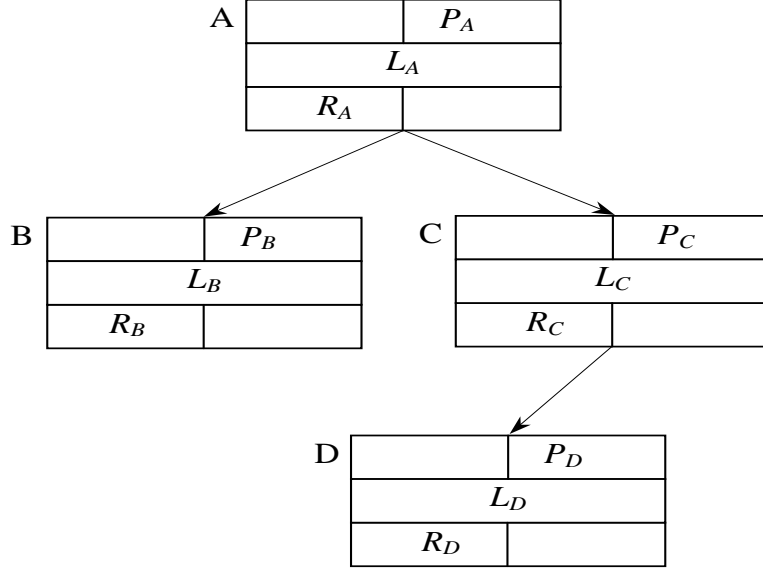 A P_A
L_A
R_A
B P_B
L_B
R_B
C P_C
L_C
R_C
D P_D
L_D
R_D